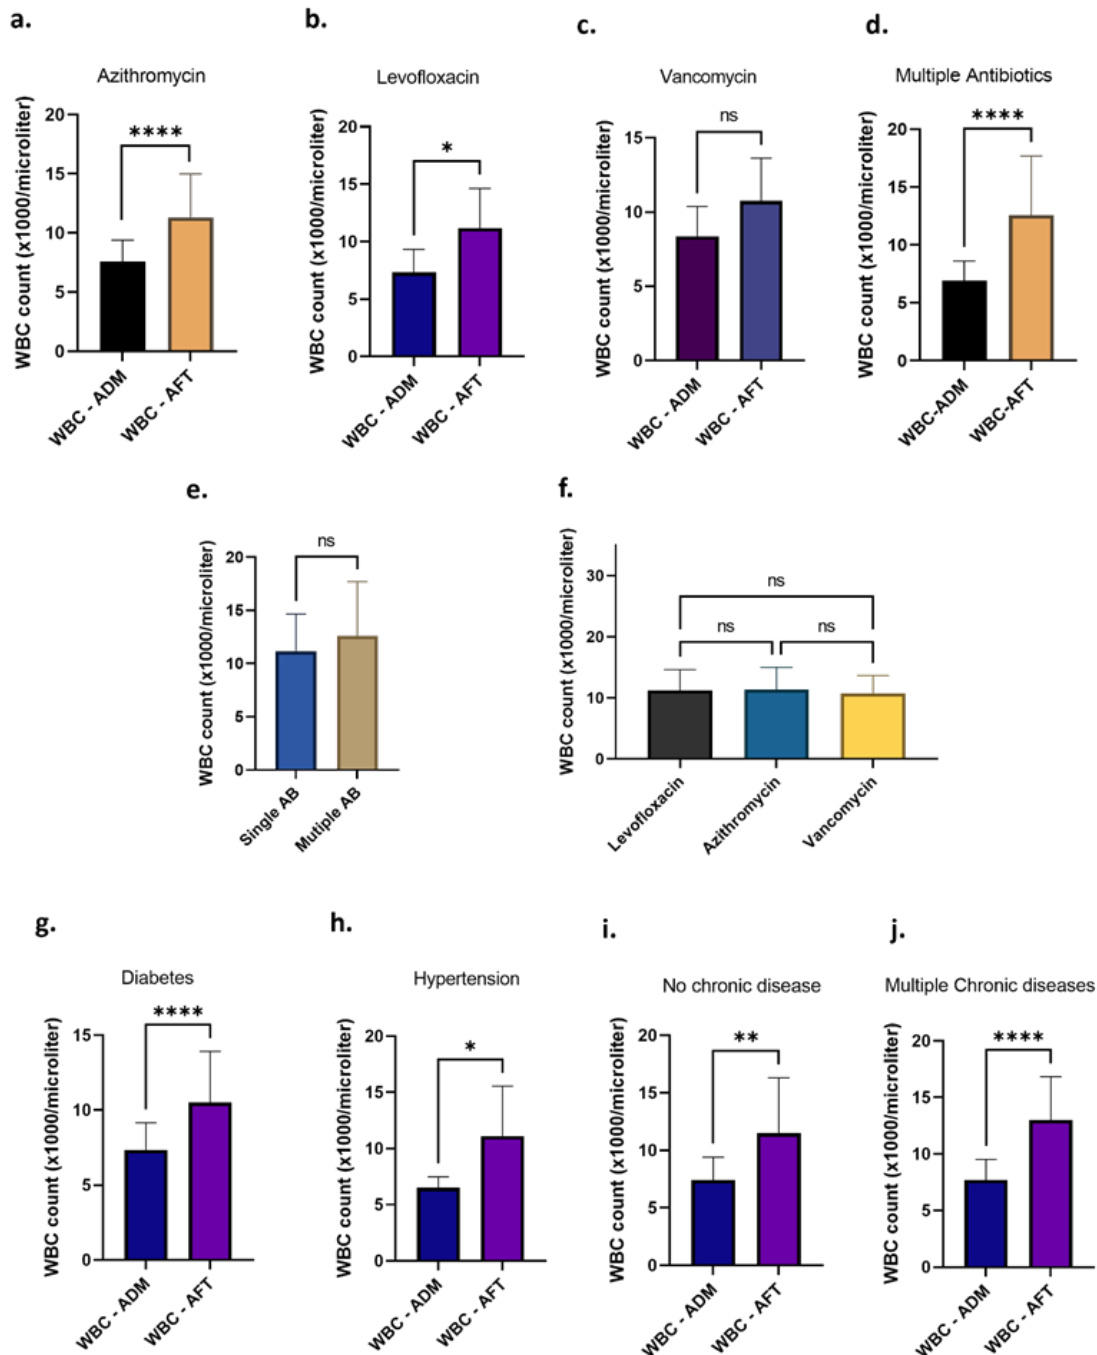 a.
Azithromycin
WBC count (x1000/microliter)
20
15
10
5
0
****
WBC - ADM
WBC - AFT
b.
Levofloxacin
WBC count (x1000/microliter)
20
15
10
5
0
*
WBC - ADM
WBC - AFT
c.
Vancomycin
WBC count (x1000/microliter)
15
10
5
0
ns
WBC - ADM
WBC - AFT
d.
Multiple Antibiotics
WBC count (x1000/microliter)
20
15
10
5
0
****
WBC-ADM
WBC-AFT
e.
WBC count (x1000/microliter)
20
15
10
5
0
ns
Single AB
Mutiple AB
f.
WBC count (x1000/microliter)
30
20
10
0
ns
ns
ns
Levofloxacin
Azithromycin
Vancomycin
g.
Diabetes
WBC count (x1000/microliter)
15
10
5
0
****
WBC - ADM
WBC - AFT
h.
Hypertension
WBC count (x1000/microliter)
20
15
10
5
0
*
WBC - ADM
WBC - AFT
i.
No chronic disease
WBC count (x1000/microliter)
20
15
10
5
0
**
WBC - ADM
WBC - AFT
j.
Multiple Chronic diseases
WBC count (x1000/microliter)
20
15
10
5
0
****
WBC - ADM
WBC - AFT